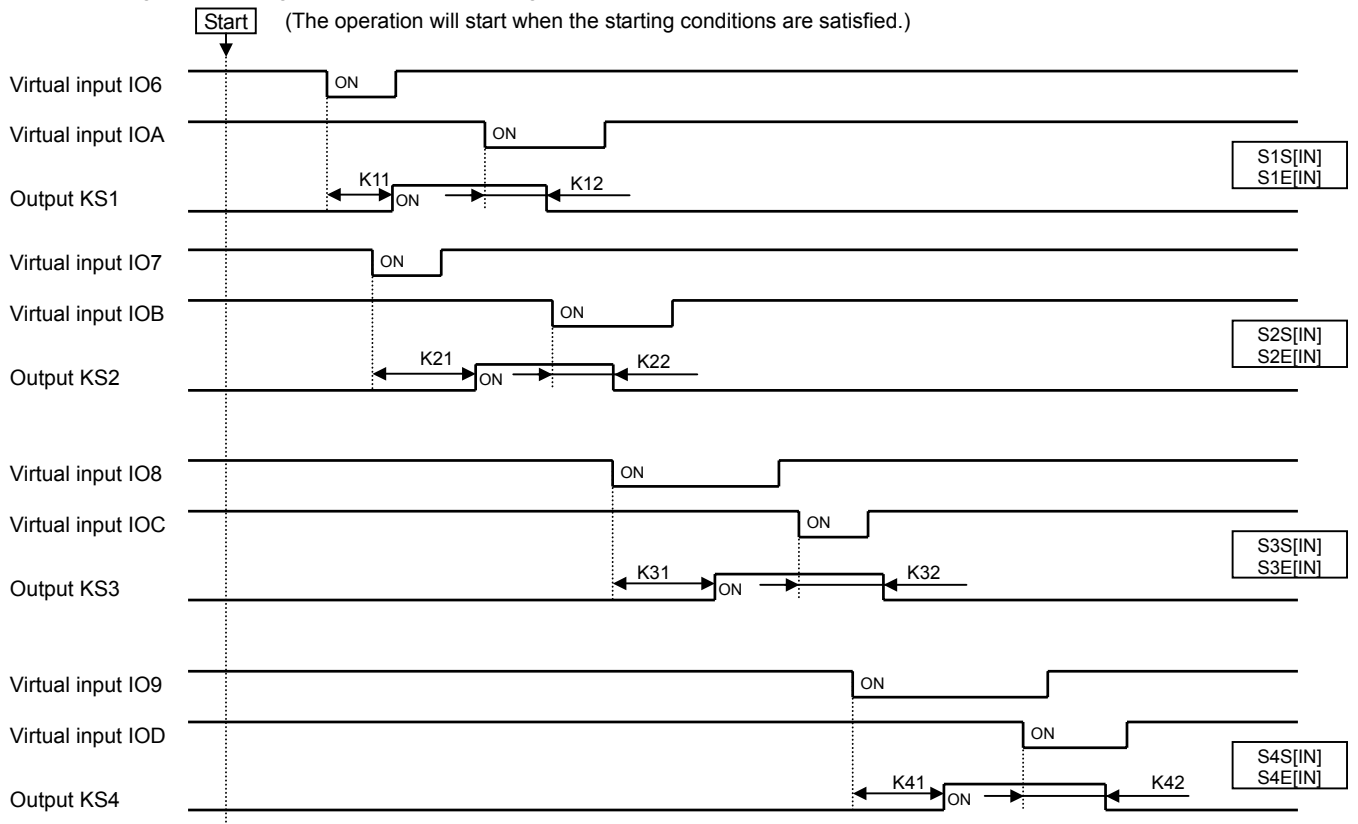 Start (The operation will start when the starting conditions are satisfied.)
Virtual input IO6
ON
Virtual input IOA
ON
S1S[IN]
S1E[IN]
K11
K12
Output KS1
ON
Virtual input IO7
ON
Virtual input IOB
ON
S2S[IN]
S2E[IN]
K21
K22
Output KS2
ON
Virtual input IO8
ON
Virtual input IOC
ON
S3S[IN]
S3E[IN]
K31
K32
Output KS3
ON
Virtual input IO9
ON
Virtual input IOD
ON
S4S[IN]
S4E[IN]
K41
K42
Output KS4
ON